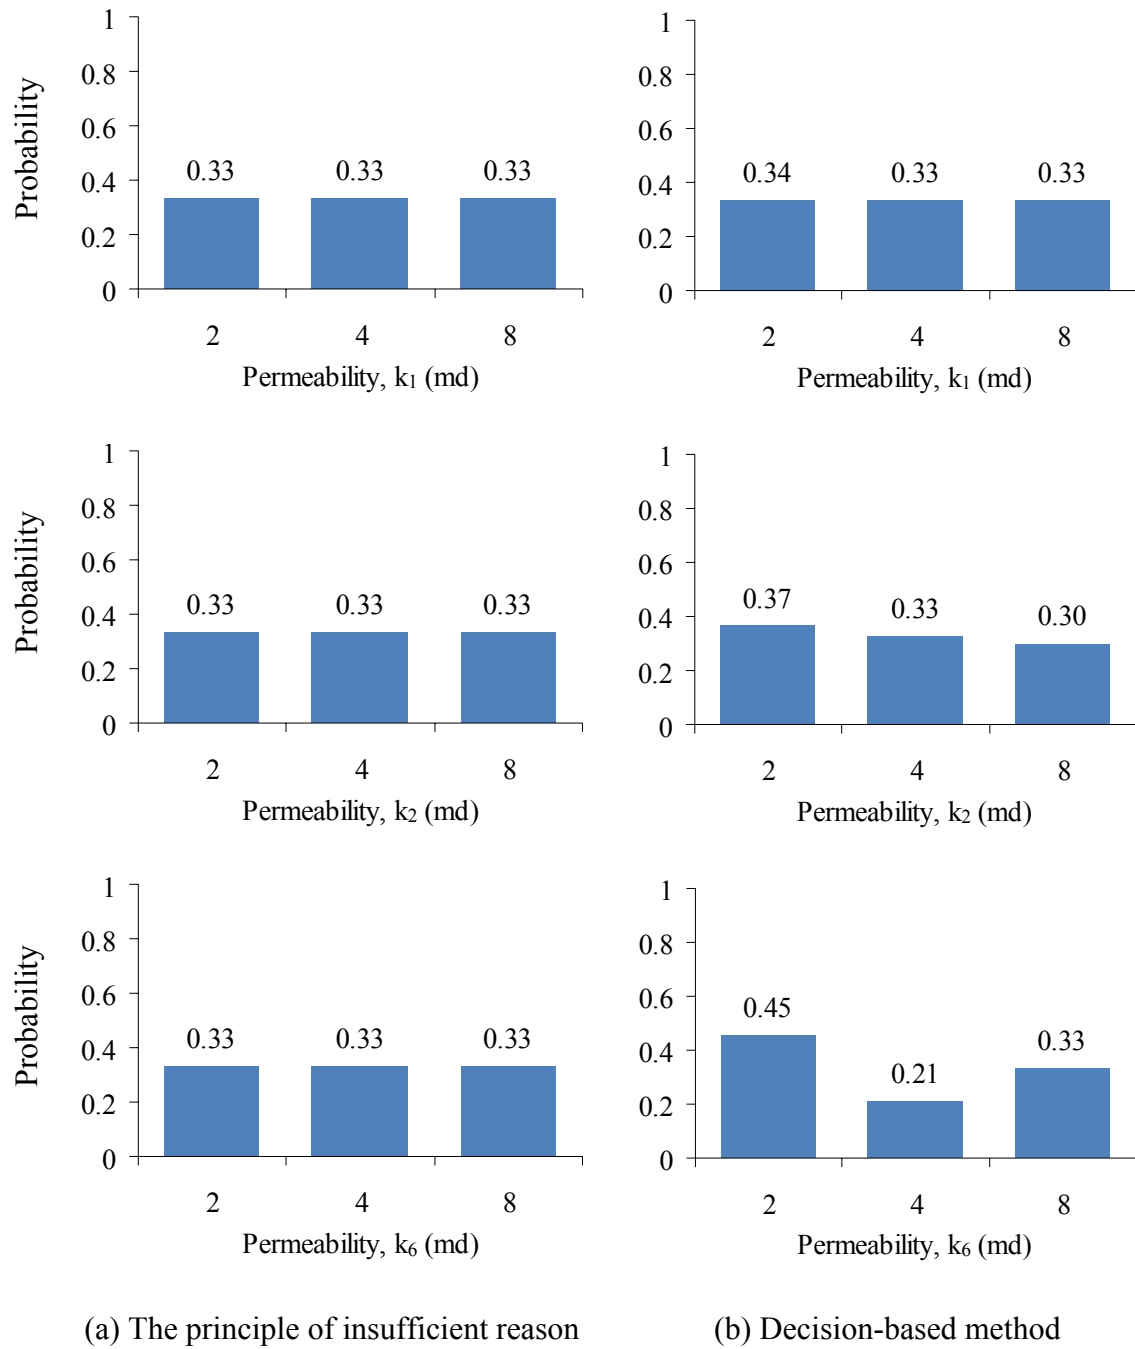 Probability
1
0.8
0.6
0.4
0.2
0
0.33 0.33 0.33
2 4 8
Permeability, k₁ (md)
1
0.8
0.6
0.4
0.2
0
0.34 0.33 0.33
2 4 8
Permeability, k₁ (md)
Probability
1
0.8
0.6
0.4
0.2
0
0.33 0.33 0.33
2 4 8
Permeability, k₂ (md)
1
0.8
0.6
0.4
0.2
0
0.37 0.33 0.30
2 4 8
Permeability, k₂ (md)
Probability
1
0.8
0.6
0.4
0.2
0
0.33 0.33 0.33
2 4 8
Permeability, k₆ (md)
1
0.8
0.6
0.4
0.2
0
0.45 0.21 0.33
2 4 8
Permeability, k₆ (md)
(a) The principle of insufficient reason
(b) Decision-based method